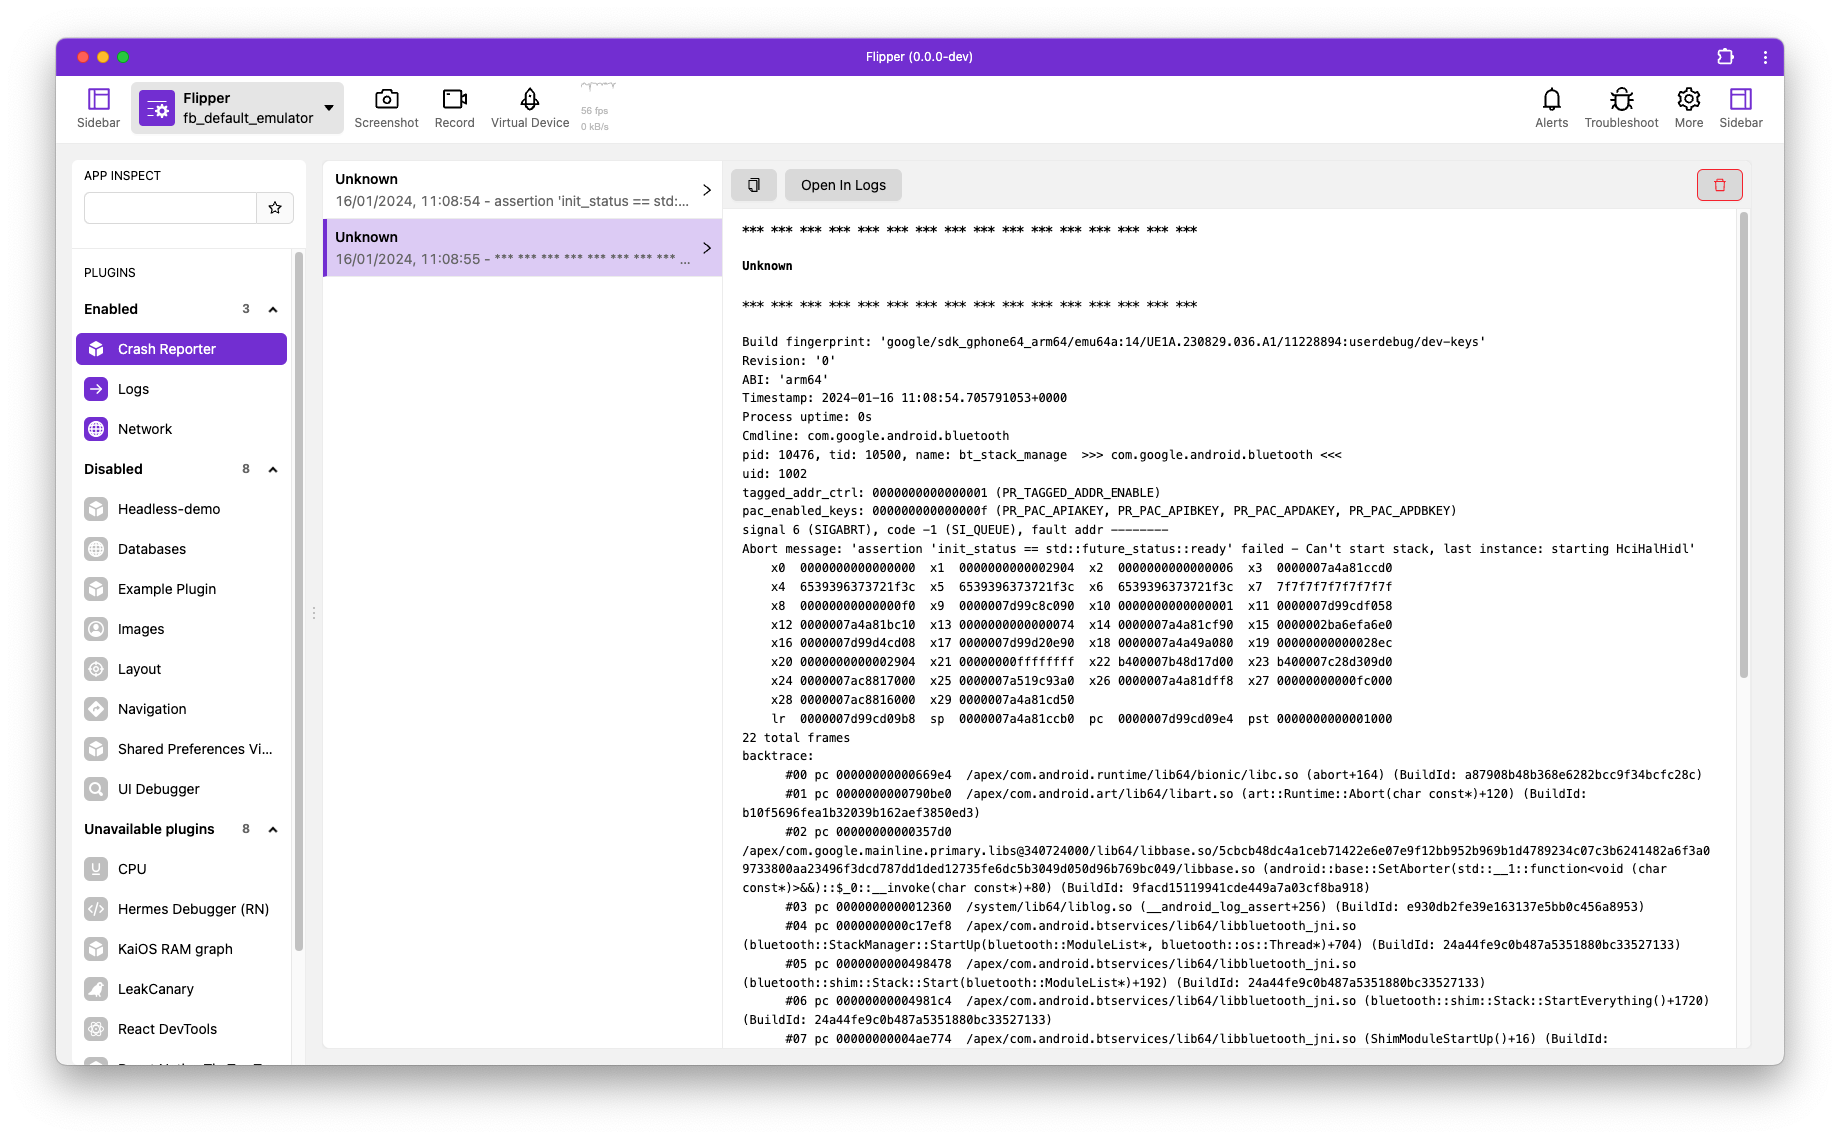 Flipper (0.0.0-dev)
Sidebar
Flipper
fb_default_emulator
Screenshot
Record
Virtual Device
56 fps
0 kB/s
Alerts
Troubleshoot
More
Sidebar
APP INSPECT
PLUGINS
Enabled 3
Crash Reporter
Logs
Network
Disabled 8
Headless-demo
Databases
Example Plugin
Images
Layout
Navigation
Shared Preferences Vi...
UI Debugger
Unavailable plugins 8
CPU
Hermes Debugger (RN)
KaiOS RAM graph
LeakCanary
React DevTools
Unknown
16/01/2024, 11:08:54 - assertion 'init_status == std:...
Unknown
16/01/2024, 11:08:55 - *** *** *** *** *** *** *** *** ...
Open In Logs
*** *** *** *** *** *** *** *** *** *** *** *** *** *** *** ***
Unknown
*** *** *** *** *** *** *** *** *** *** *** *** *** *** *** ***
Build fingerprint: 'google/sdk_gphone64_arm64/emu64a:14/UE1A.230829.036.A1/11228894:userdebug/dev-keys'
Revision: '0'
ABI: 'arm64'
Timestamp: 2024-01-16 11:08:54.705791053+0000
Process uptime: 0s
Cmdline: com.google.android.bluetooth
pid: 10476, tid: 10500, name: bt_stack_manage >>> com.google.android.bluetooth <<<
uid: 1002
tagged_addr_ctrl: 0000000000000001 (PR_TAGGED_ADDR_ENABLE)
pac_enabled_keys: 000000000000000f (PR_PAC_APIAKEY, PR_PAC_APIBKEY, PR_PAC_APDAKEY, PR_PAC_APDBKEY)
signal 6 (SIGABRT), code -1 (SI_QUEUE), fault addr --------
Abort message: 'assertion 'init_status == std::future_status::ready' failed - Can't start stack, last instance: starting HciHalHidl'
x0 0000000000000000 x1 0000000000002904 x2 0000000000000006 x3 0000007a4a81ccd0
x4 6539396373721f3c x5 6539396373721f3c x6 6539396373721f3c x7 7f7f7f7f7f7f7f7f
x8 00000000000000f0 x9 0000007d99c8c090 x10 0000000000000001 x11 0000007d99cdf058
x12 0000007a4a81bc10 x13 0000000000000074 x14 0000007a4a81cf90 x15 0000002ba6efa6e0
x16 0000007d99d4cd08 x17 0000007d99d20e90 x18 0000007a4a49a080 x19 00000000000028ec
x20 0000000000002904 x21 00000000ffffffff x22 b400007b48d17d00 x23 b400007c28d309d0
x24 0000007ac8817000 x25 0000007a519c93a0 x26 0000007a4a81dff8 x27 00000000000fc000
x28 0000007ac8816000 x29 0000007a4a81cd50
lr 0000007d99cd09b8 sp 0000007a4a81ccb0 pc 0000007d99cd09e4 pst 0000000000001000
22 total frames
backtrace:
#00 pc 00000000000669e4 /apex/com.android.runtime/lib64/bionic/libc.so (abort+164) (BuildId: a87908b48b368e6282bcc9f34bcfc28c)
#01 pc 0000000000790be0 /apex/com.android.art/lib64/libart.so (art::Runtime::Abort(char const*)+120) (BuildId:
b10f5696fea1b32039b162aef3850ed3)
#02 pc 00000000000357d0
/apex/com.google.mainline.primary.libs@340724000/lib64/libbase.so/5cbcb48dc4a1ceb71422e6e07e9f12bb952b969b1d4789234c07c3b6241482a6f3a0
9733800aa23496f3dcd787dd1ded12735fe6dc5b3049d050d96b769bc049/libbase.so (android::base::SetAborter(std::__1::function<void (char
const*)>&&)::$_0::__invoke(char const*)+80) (BuildId: 9facd15119941cde449a7a03cf8ba918)
#03 pc 0000000000012360 /system/lib64/liblog.so (__android_log_assert+256) (BuildId: e930db2fe39e163137e5bb0c456a8953)
#04 pc 0000000000c17ef8 /apex/com.android.btservices/lib64/libbluetooth_jni.so
(bluetooth::StackManager::StartUp(bluetooth::ModuleList*, bluetooth::os::Thread*)+704) (BuildId: 24a44fe9c0b487a5351880bc33527133)
#05 pc 0000000000498478 /apex/com.android.btservices/lib64/libbluetooth_jni.so
(bluetooth::shim::Stack::Start(bluetooth::ModuleList*)+192) (BuildId: 24a44fe9c0b487a5351880bc33527133)
#06 pc 00000000004981c4 /apex/com.android.btservices/lib64/libbluetooth_jni.so (bluetooth::shim::Stack::StartEverything()+1720)
(BuildId: 24a44fe9c0b487a5351880bc33527133)
#07 pc 00000000004ae774 /apex/com.android.btservices/lib64/libbluetooth_jni.so (ShimModuleStartUp()+16) (BuildId: